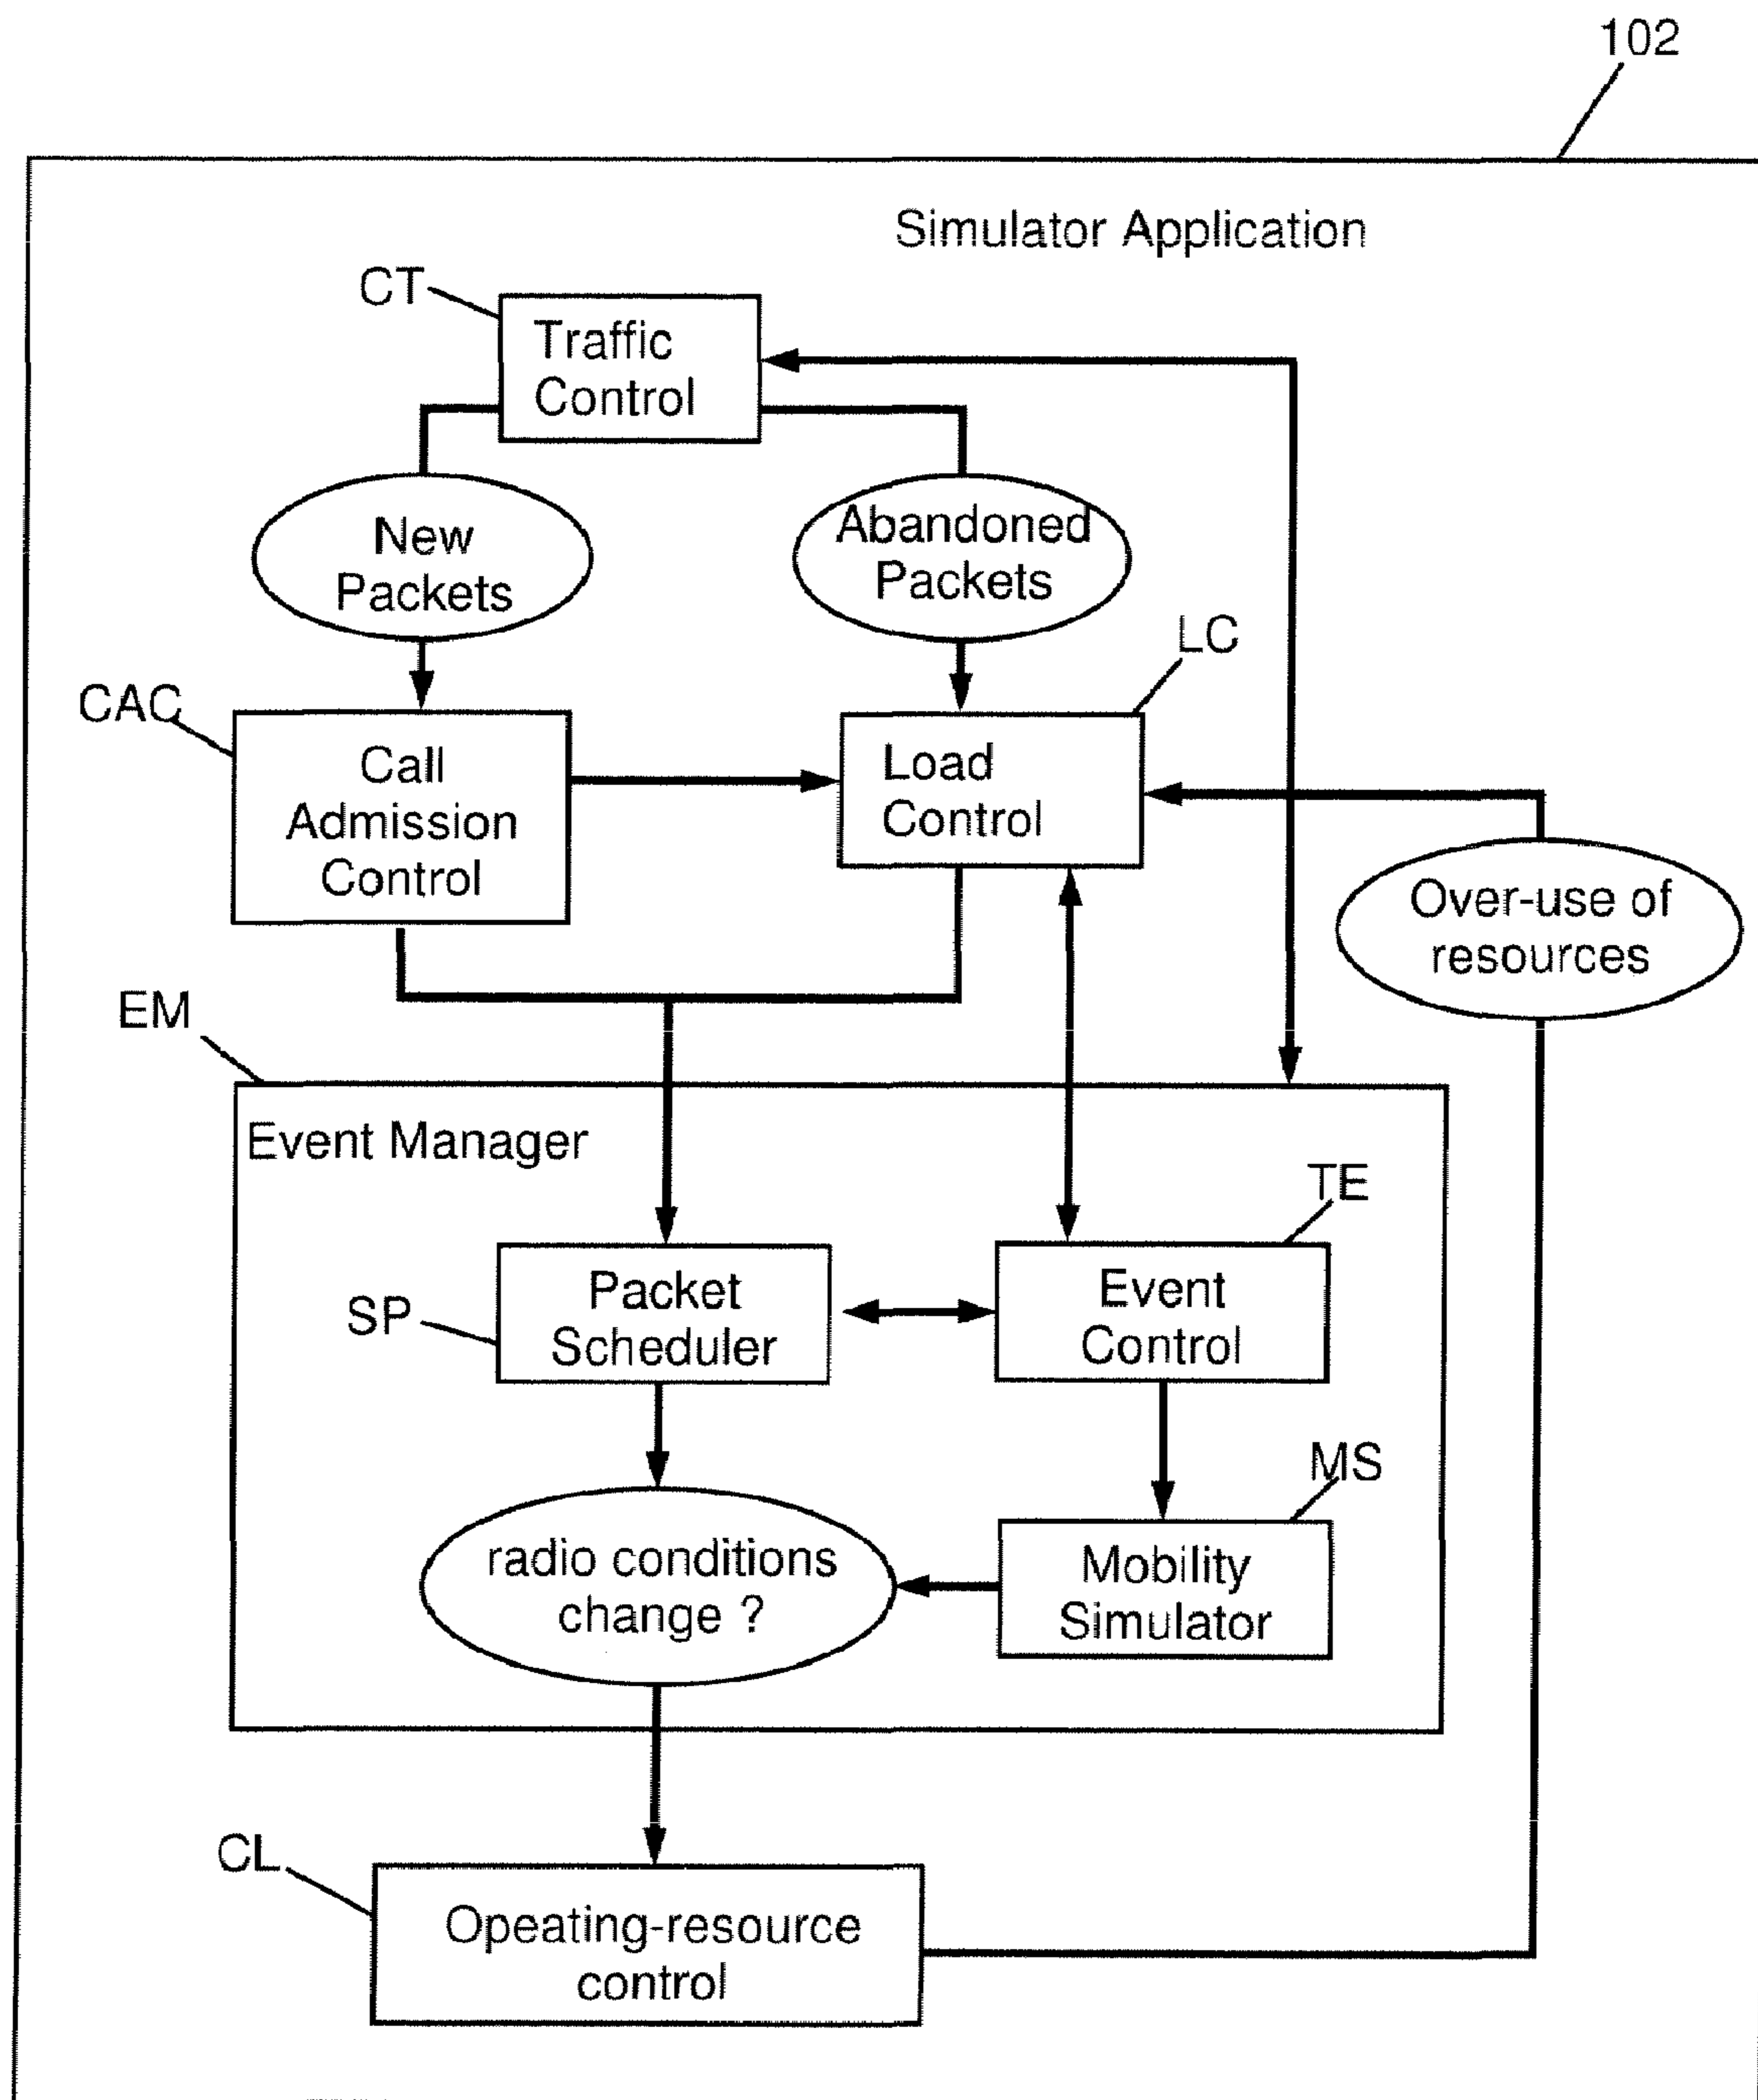 102
Simulator Application
CT
Traffic
Control
New
Packets
Abandoned
Packets
LC
CAC
Call
Admission
Control
Load
Control
Over-use of
resources
EM
Event Manager
TE
SP
Packet
Scheduler
Event
Control
MS
radio conditions
change ?
Mobility
Simulator
CL
Opeating-resource
control